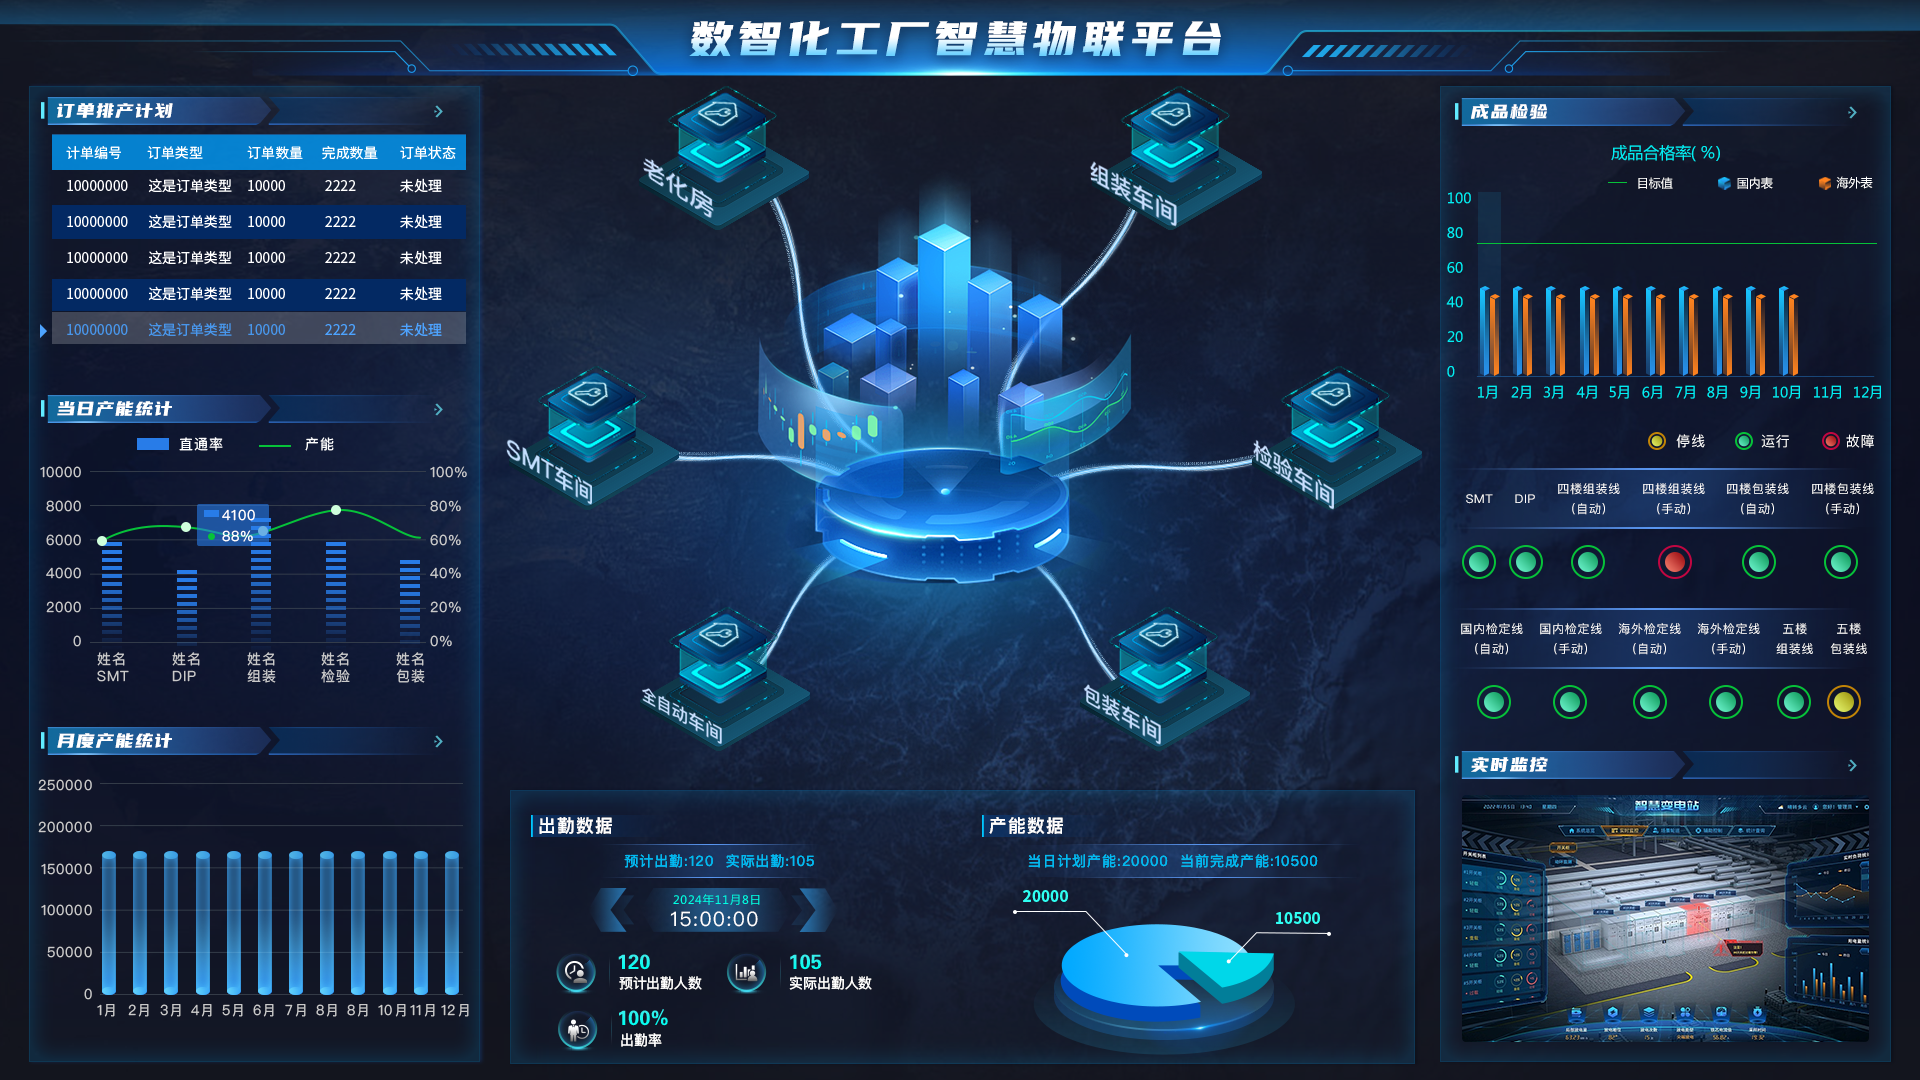 数智化工厂智慧物联平台
订单排产计划
计单编号 订单类型 订单数量 完成数量 订单状态
10000000 这是订单类型 10000 2222 未处理
10000000 这是订单类型 10000 2222 未处理
10000000 这是订单类型 10000 2222 未处理
10000000 这是订单类型 10000 2222 未处理
10000000 这是订单类型 10000 2222 未处理
当日产能统计
直通率 产能
10000 100%
8000 80%
6000 60%
4000 40%
2000 20%
0 0%
4100
88%
姓名 姓名 姓名 姓名 姓名
SMT DIP 组装 检验 包装
月度产能统计
250000
200000
150000
100000
50000
0
1月 2月 3月 4月 5月 6月 7月 8月 8月 10月 11月 12月
老化房
组装车间
SMT车间
检验车间
全自动车间
包装车间
出勤数据
预计出勤:120 实际出勤:105
2024年11月8日
15:00:00
120
预计出勤人数
105
实际出勤人数
100%
出勤率
产能数据
当日计划产能:20000 当前完成产能:10500
20000
10500
成品检验
成品合格率( %)
目标值 国内表 海外表
100
80
60
40
20
0
1月 2月 3月 4月 5月 6月 7月 8月 9月 10月 11月 12月
停线 运行 故障
SMT DIP 四楼组装线 四楼组装线 四楼包装线 四楼包装线
(自动) (手动) (自动) (手动)
国内检定线 国内检定线 海外检定线 海外检定线 五楼 五楼
(自动) (手动) (自动) (手动) 组装线 包装线
实时监控
智慧变电站